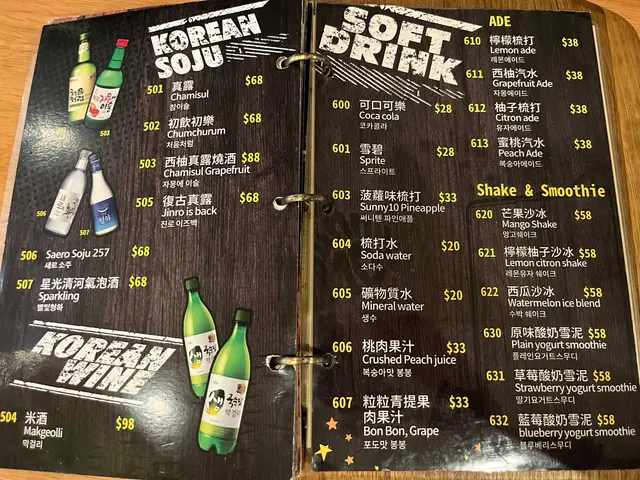 KOREAN
SOJU
501 真露 $68
Chamisul
참이슬
502 初飲初樂 $68
Chumchurum
처음처럼
503 西柚真露燒酒 $88
Chamisul Grapefruit
자몽에 이슬
505 復古真露 $68
Jinro is back
진로 이즈백
503
506
507
506 Saero Soju 257 $68
새로 소주
507 星光清河氣泡酒 $68
Sparkling
별빛청하
KOREAN
WINE
504 米酒 $98
Makgeolli
막걸리
SOFT
DRINK
600 可口可樂 $28
Coca cola
코카콜라
601 雪碧 $28
Sprite
스프라이트
603 菠蘿味梳打 $33
Sunny10 Pineapple
써니텐 파인애플
604 梳打水 $20
Soda water
소다수
605 礦物質水 $20
Mineral water
생수
606 桃肉果汁 $33
Crushed Peach juice
복숭아맛 봉봉
607 粒粒青提果 $33
肉果汁
Bon Bon, Grape
포도맛 봉봉
ADE
610 檸檬梳打 $38
Lemon ade
레몬에이드
611 西柚汽水 $38
Grapefruit Ade
자몽에이드
612 柚子梳打 $38
Citron ade
유자에이드
613 蜜桃汽水 $38
Peach Ade
복숭아에이드
Shake & Smoothie
620 芒果沙冰 $58
Mango Shake
망고쉐이크
621 檸檬柚子沙冰 $58
Lemon citron shake
레몬유자 쉐이크
622 西瓜沙冰 $58
Watermelon ice blend
수박 쉐이크
630 原味酸奶雪泥 $58
Plain yogurt smoothie
플레인요거트스무디
631 草莓酸奶雪泥 $58
Strawberry yogurt smoothie
딸기요거트스무디
632 藍莓酸奶雪泥 $58
blueberry yogurt smoothie
블루베리스무디